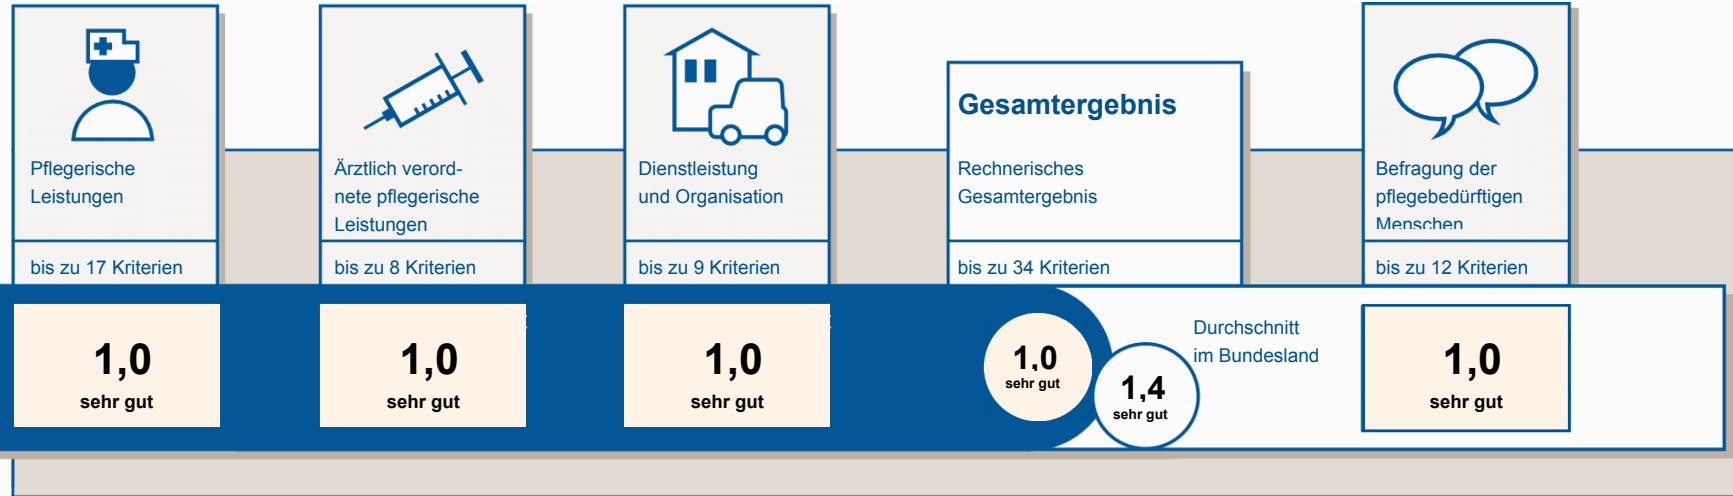 Pflegerische
Leistungen
bis zu 17 Kriterien
1,0
sehr gut
Ärztlich verord-
nete pflegerische
Leistungen
bis zu 8 Kriterien
1,0
sehr gut
Dienstleistung
und Organisation
bis zu 9 Kriterien
1,0
sehr gut
Gesamtergebnis
Rechnerisches
Gesamtergebnis
bis zu 34 Kriterien
1,0
sehr gut
1,4
sehr gut
Durchschnitt
im Bundesland
Befragung der
pflegebedürftigen
Menschen
bis zu 12 Kriterien
1,0
sehr gut